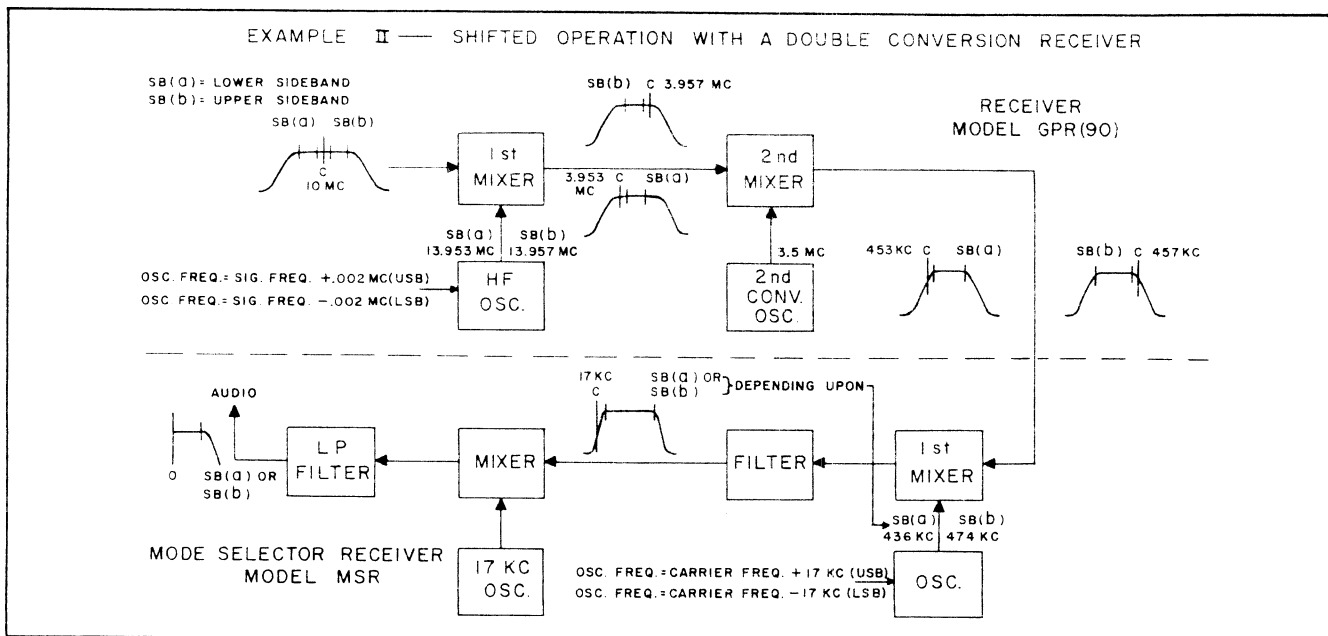 EXAMPLE II — SHIFTED OPERATION WITH A DOUBLE CONVERSION RECEIVER
SB(a)= LOWER SIDEBAND
SB(b)= UPPER SIDEBAND
SB(a) SB(b)
C
10 MC
1st
MIXER
SB(b) C 3.957 MC
3.953 C SB(a)
MC
2nd
MIXER
RECEIVER
MODEL GPR(90)
SB(a) SB(b)
13.953 MC 13.957 MC
OSC. FREQ.= SIG. FREQ. +.002 MC(USB)
OSC FREQ.= SIG. FREQ. -.002 MC(LSB)
HF
OSC.
3.5 MC
2nd
CONV.
OSC.
453KC C SB(a)
SB(b) C 457 KC
AUDIO
17 KC SB(a) OR
C SB(b)
DEPENDING UPON
O
SB(a) OR
SB(b)
LP
FILTER
MIXER
FILTER
1st
MIXER
SB(a) SB(b)
436 KC 474 KC
MODE SELECTOR RECEIVER
MODEL MSR
17 KC
OSC.
OSC. FREQ.= CARRIER FREQ. + 17 KC (USB)
OSC. FREQ.= CARRIER FREQ. - 17 KC (LSB)
OSC.